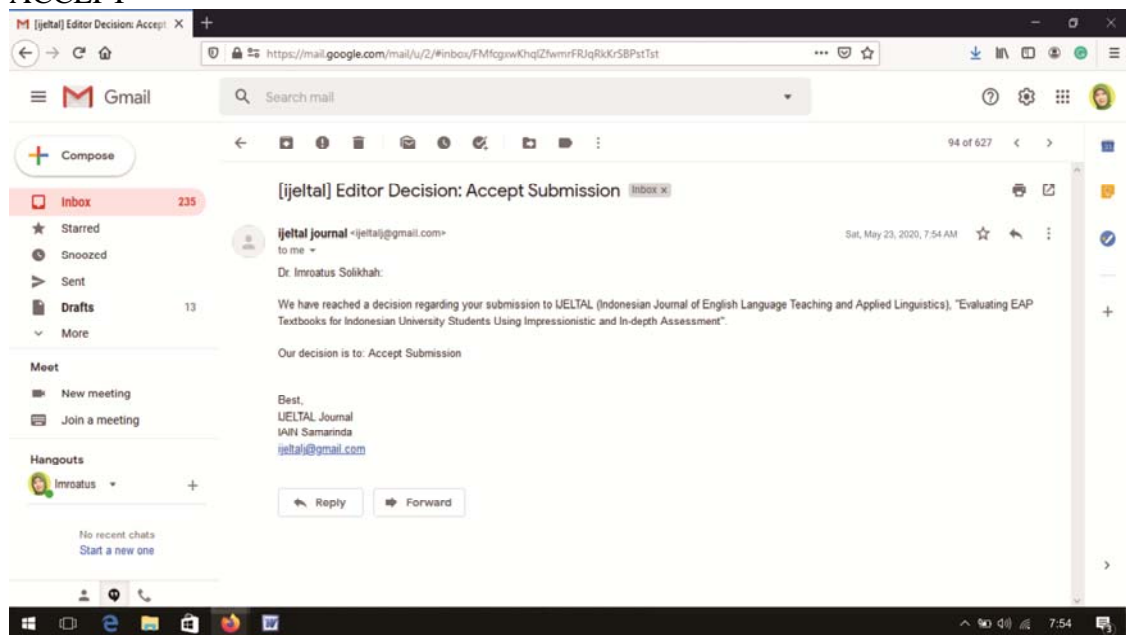 ACCEPT
[ijeltal] Editor Decision: Accept
https://mail.google.com/mail/u/2/#inbox/
Gmail
Search mail
Compose
94 of 627
Inbox 235
Starred
Snoozed
Sent
Drafts 13
More
Meet
New meeting
Join a meeting
Hangouts
Imroatus
No recent chats
Start a new one
[ijeltal] Editor Decision: Accept Submission Inbox x
ijeltal journal <ijeltalj@gmail.com>
Sat, May 23, 2020, 7:54 AM
to me
Dr. Imroatus Solikhah:
We have reached a decision regarding your submission to IJELTAL (Indonesian Journal of English Language Teaching and Applied Linguistics), "Evaluating EAP
Textbooks for Indonesian University Students Using Impressionistic and In-depth Assessment".
Our decision is to: Accept Submission
Best,
IJELTAL Journal
IAIN Samarinda
ijeltalj@gmail.com
Reply Forward
7:54